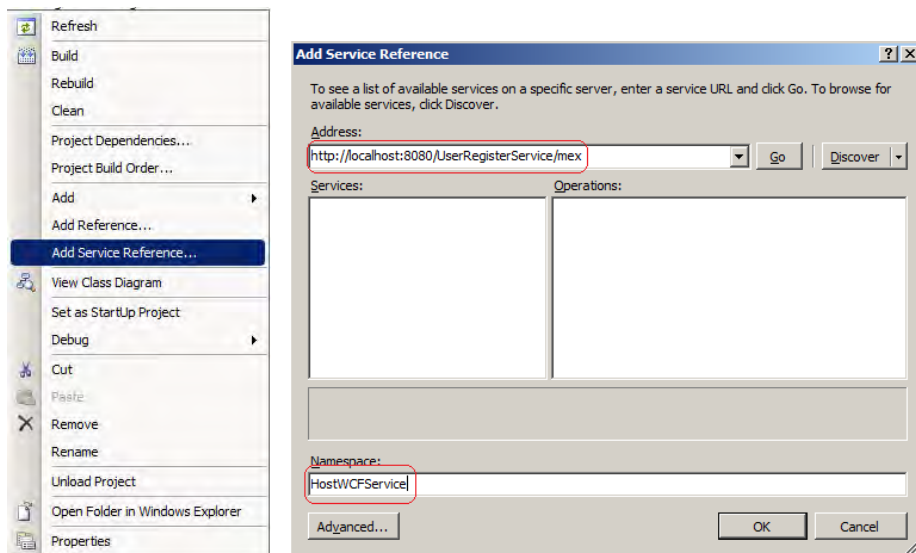 Refresh
Build
Rebuild
Clean
Project Dependencies...
Project Build Order...
Add
Add Reference...
Add Service Reference...
View Class Diagram
Set as StartUp Project
Debug
Cut
Paste
Remove
Rename
Unload Project
Open Folder in Windows Explorer
Properties
Add Service Reference
To see a list of available services on a specific server, enter a service URL and click Go. To browse for
available services, click Discover.
Address:
http://localhost:8080/UserRegisterService/mex
Go
Discover
Services:
Operations:
Namespace:
HostWCFService
Advanced...
OK
Cancel